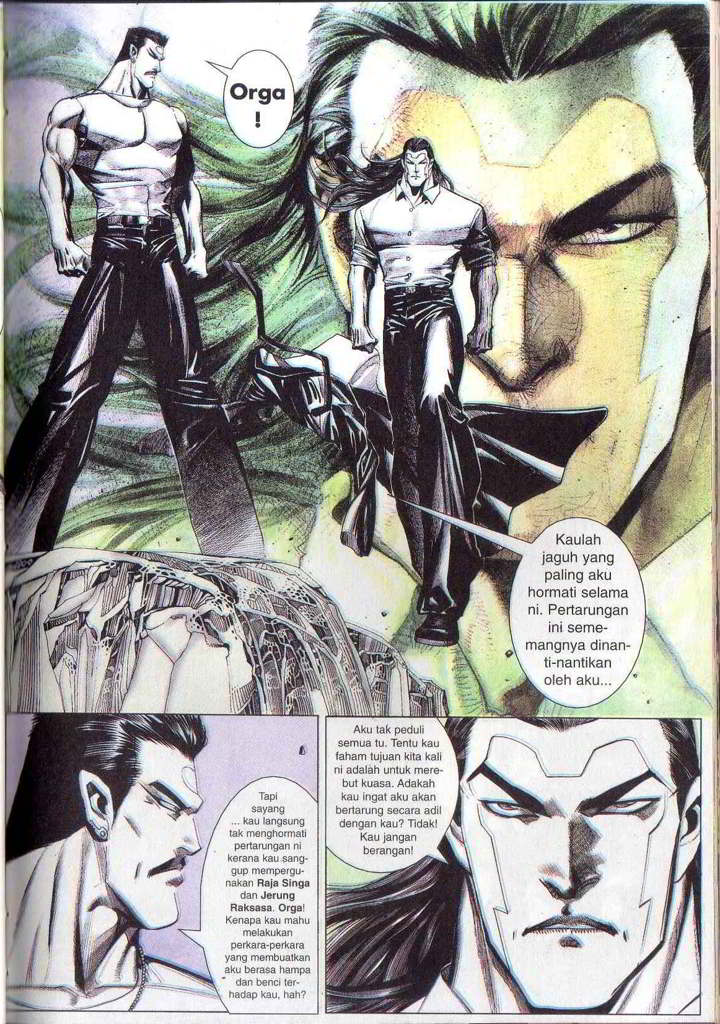 Orga
!
Kaulah
jaguh yang
paling aku
hormati selama
ni. Pertarungan
ini seme-
mangnya dinan-
ti-nantikan
oleh aku...
Tapi
sayang
... kau langsung
tak menghormati
pertarungan ni
kerana kau sang-
gup mempergu-
nakan Raja Singa
dan Jerung
Raksasa. Orga!
Kenapa kau mahu
melakukan
perkara-perkara
yang membuatkan
aku berasa hampa
dan benci ter-
hadap kau, hah?
Aku tak peduli
semua tu. Tentu kau
faham tujuan kita kali
ni adalah untuk mere-
but kuasa. Adakah
kau ingat aku akan
bertarung secara adil
dengan kau? Tidak!
Kau jangan
berangan!